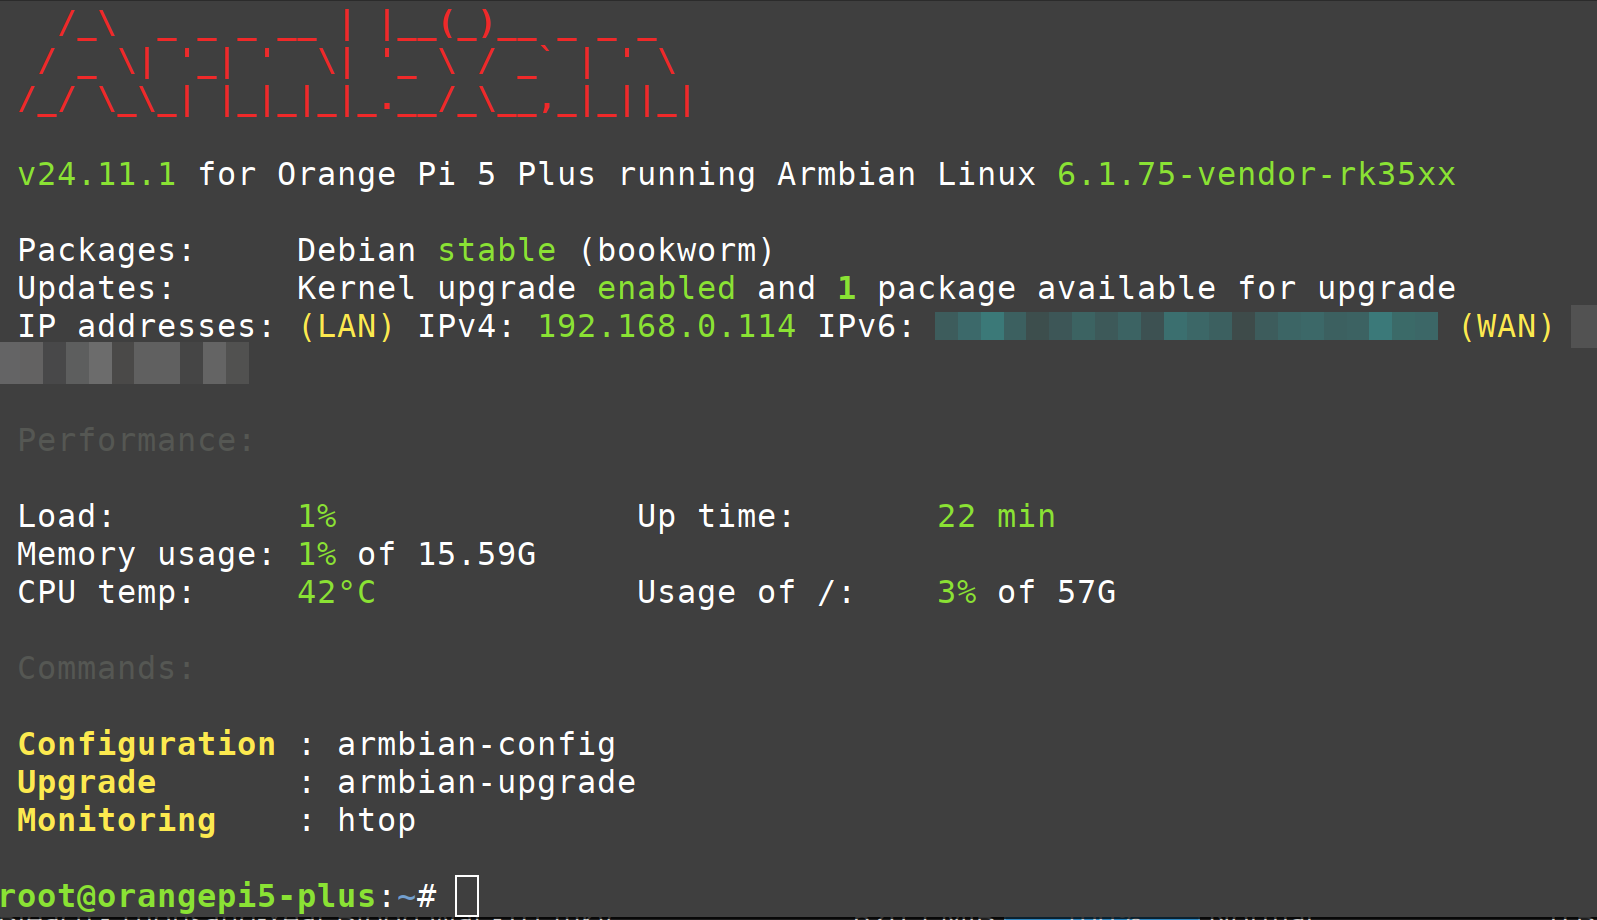 Armbian
v24.11.1 for Orange Pi 5 Plus running Armbian Linux 6.1.75-vendor-rk35xx
Packages: Debian stable (bookworm)
Updates: Kernel upgrade enabled and 1 package available for upgrade
IP addresses: (LAN) IPv4: 192.168.0.114 IPv6: (WAN)
Performance:
Load: 1% Up time: 22 min
Memory usage: 1% of 15.59G
CPU temp: 42°C Usage of /: 3% of 57G
Commands:
Configuration : armbian-config
Upgrade : armbian-upgrade
Monitoring : htop
root@orangepi5-plus:~#